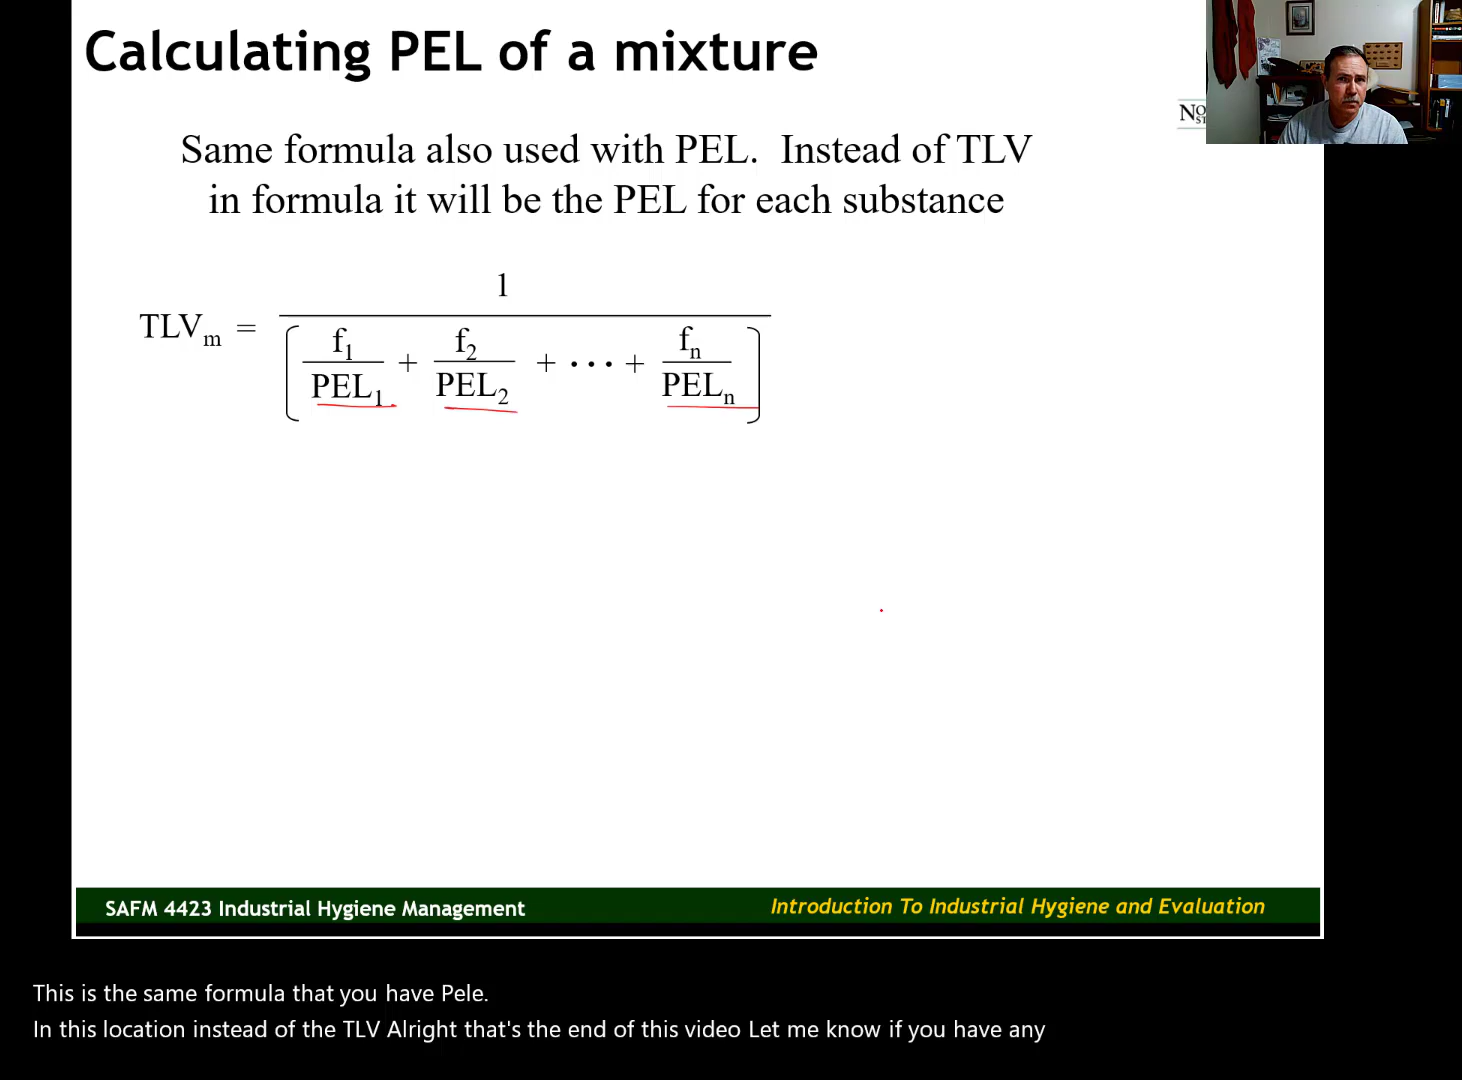 Calculating PEL of a mixture
NO
ST
Same formula also used with PEL. Instead of TLV
in formula it will be the PEL for each substance
1
TLVm =
f1 + f2 + ··· + fn
PEL1 PEL2 PELn
SAFM 4423 Industrial Hygiene Management
Introduction To Industrial Hygiene and Evaluation
This is the same formula that you have Pele.
In this location instead of the TLV Alright that's the end of this video Let me know if you have any